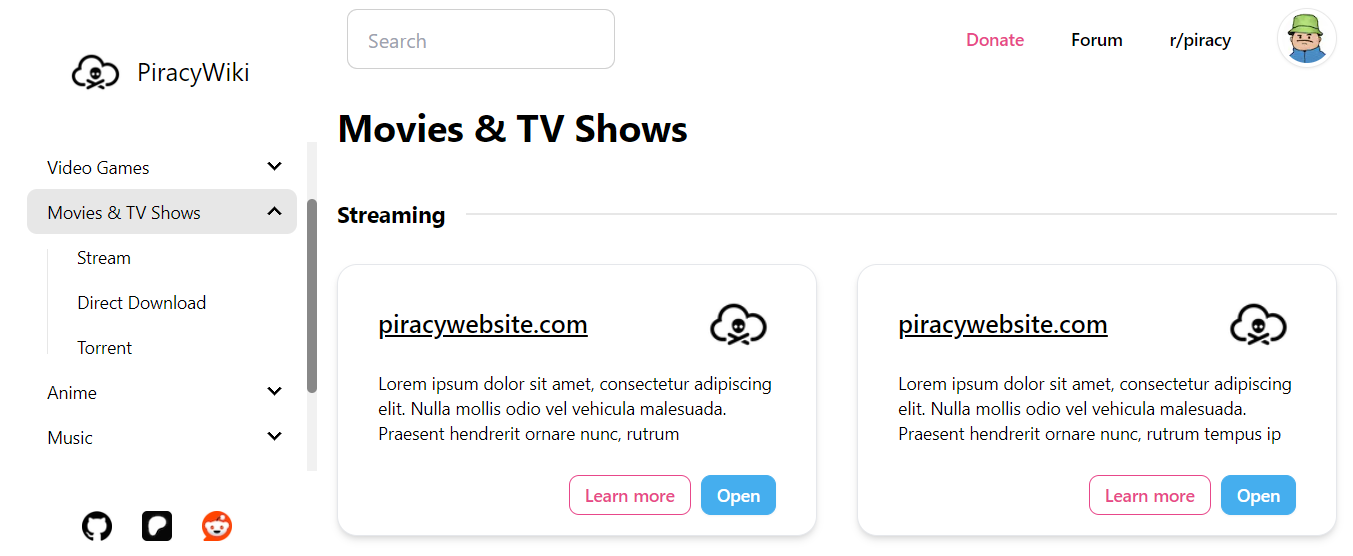 PiracyWiki
Video Games
Movies & TV Shows
Stream
Direct Download
Torrent
Anime
Music
Search
Donate
Forum
r/piracy
Movies & TV Shows
Streaming
piracywebsite.com
Lorem ipsum dolor sit amet, consectetur adipiscing
elit. Nulla mollis odio vel vehicula malesuada.
Praesent hendrerit ornare nunc, rutrum
Learn more
Open
piracywebsite.com
Lorem ipsum dolor sit amet, consectetur adipiscing
elit. Nulla mollis odio vel vehicula malesuada.
Praesent hendrerit ornare nunc, rutrum tempus ip
Learn more
Open